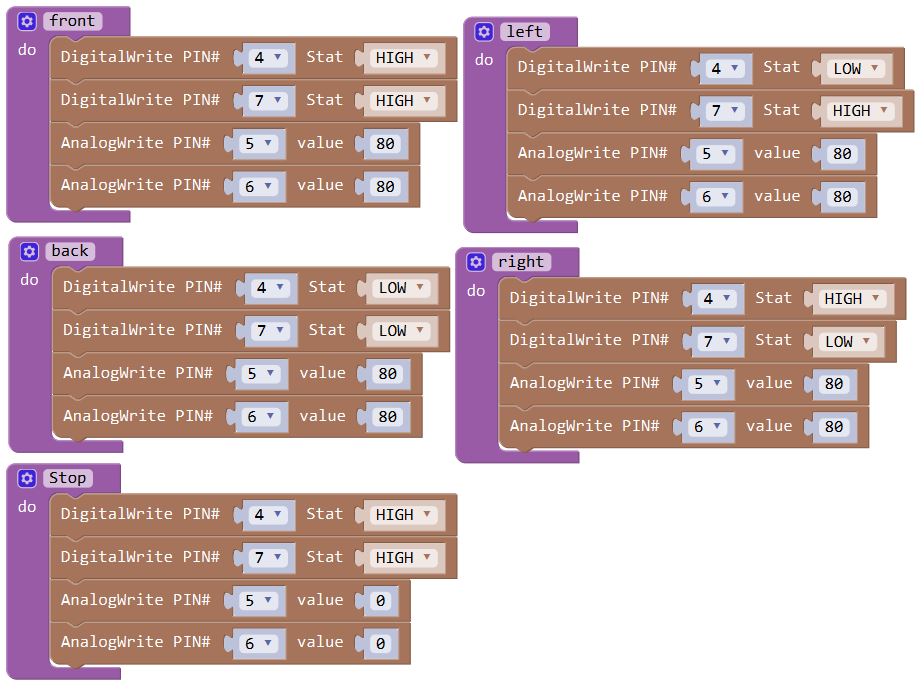 front
do
DigitalWrite PIN# 4 Stat HIGH
DigitalWrite PIN# 7 Stat HIGH
AnalogWrite PIN# 5 value 80
AnalogWrite PIN# 6 value 80
left
do
DigitalWrite PIN# 4 Stat LOW
DigitalWrite PIN# 7 Stat HIGH
AnalogWrite PIN# 5 value 80
AnalogWrite PIN# 6 value 80
back
do
DigitalWrite PIN# 4 Stat LOW
DigitalWrite PIN# 7 Stat LOW
AnalogWrite PIN# 5 value 80
AnalogWrite PIN# 6 value 80
right
do
DigitalWrite PIN# 4 Stat HIGH
DigitalWrite PIN# 7 Stat LOW
AnalogWrite PIN# 5 value 80
AnalogWrite PIN# 6 value 80
Stop
do
DigitalWrite PIN# 4 Stat HIGH
DigitalWrite PIN# 7 Stat HIGH
AnalogWrite PIN# 5 value 0
AnalogWrite PIN# 6 value 0